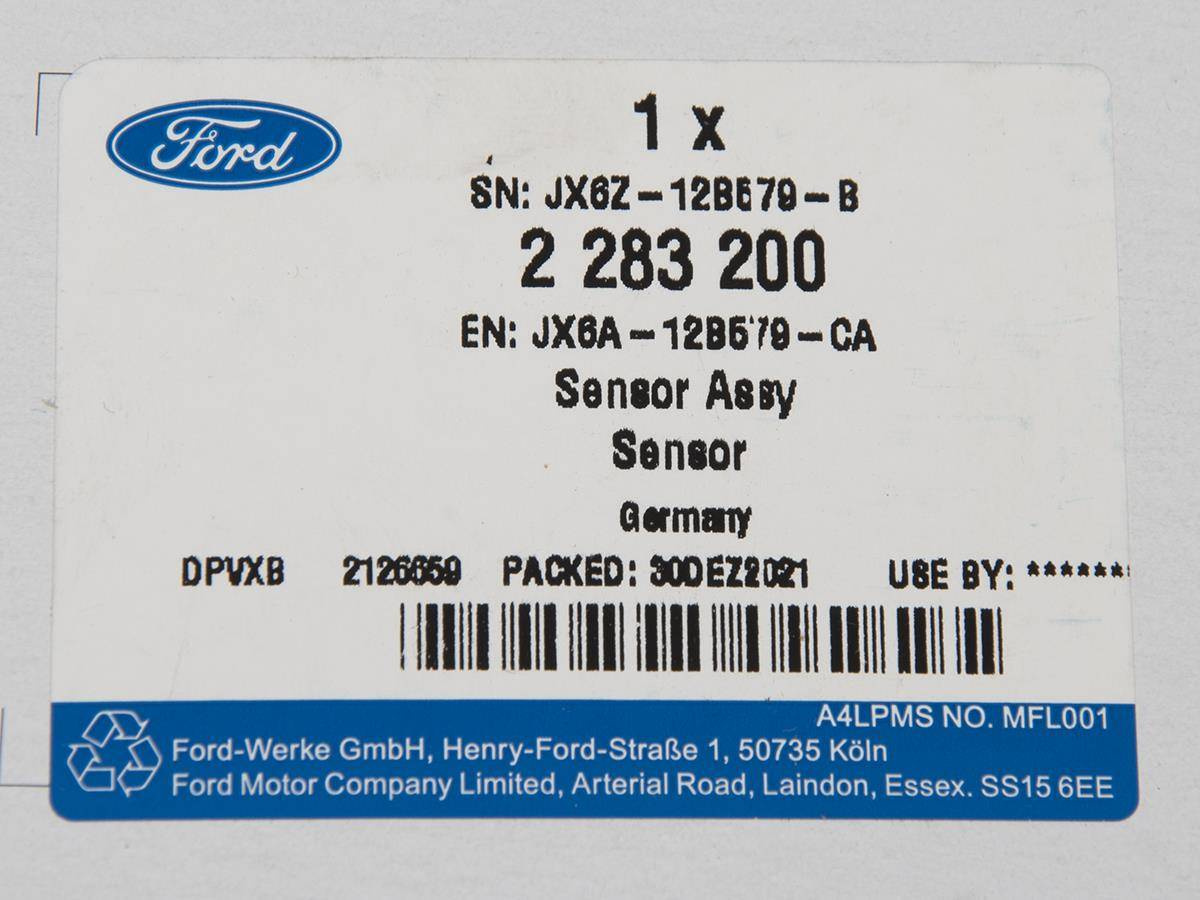 Ford
1 x
SN: JX6Z-12B579-B
2 283 200
EN: JX6A-12B579-CA
Sensor Assy
Sensor
Germany
DPVXB 2126659 PACKED: 30DEZ2021 USE BY: *******
A4LPMS NO. MFL001
Ford-Werke GmbH, Henry-Ford-Straße 1, 50735 Köln
Ford Motor Company Limited, Arterial Road, Laindon, Essex. SS15 6EE